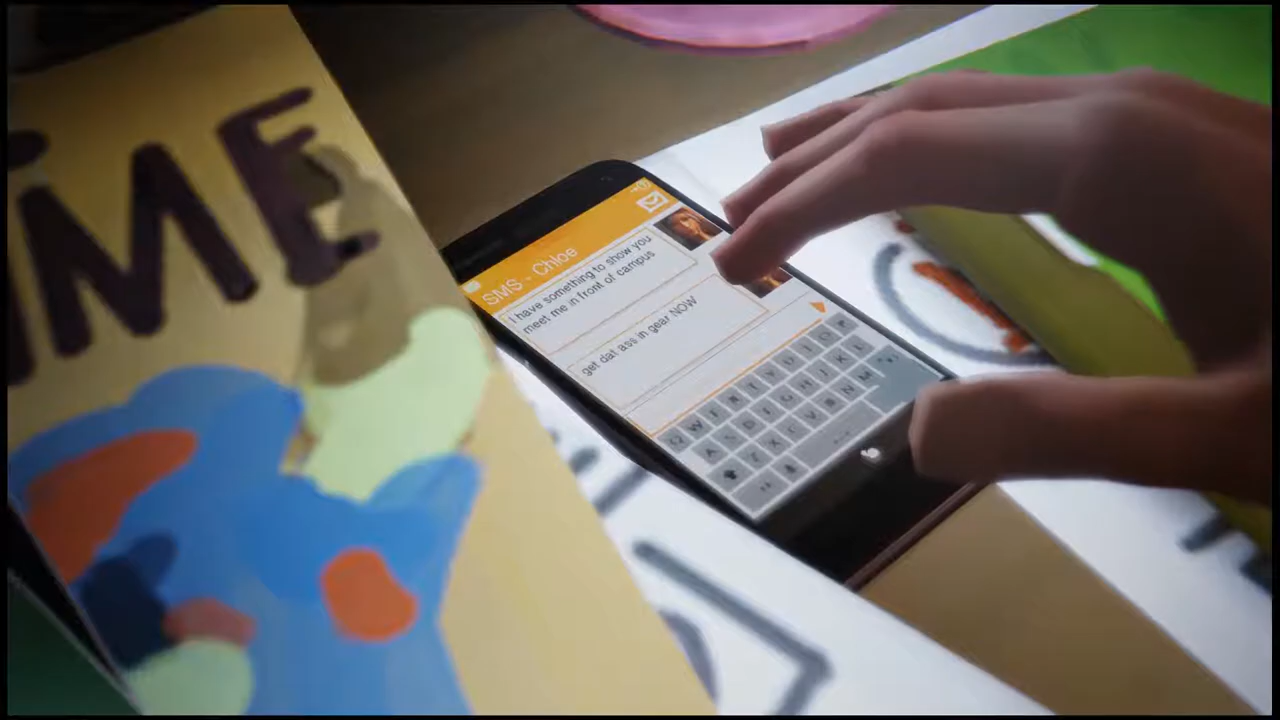 IME
SMS - Chloe
I have something to show you
meet me in front of campus
get dat ass in gear NOW